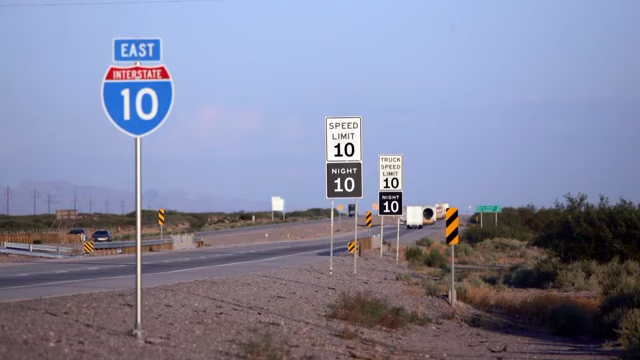 EAST
INTERSTATE
10
SPEED
LIMIT
10
NIGHT
10
TRUCK
SPEED
LIMIT
10
NIGHT
10